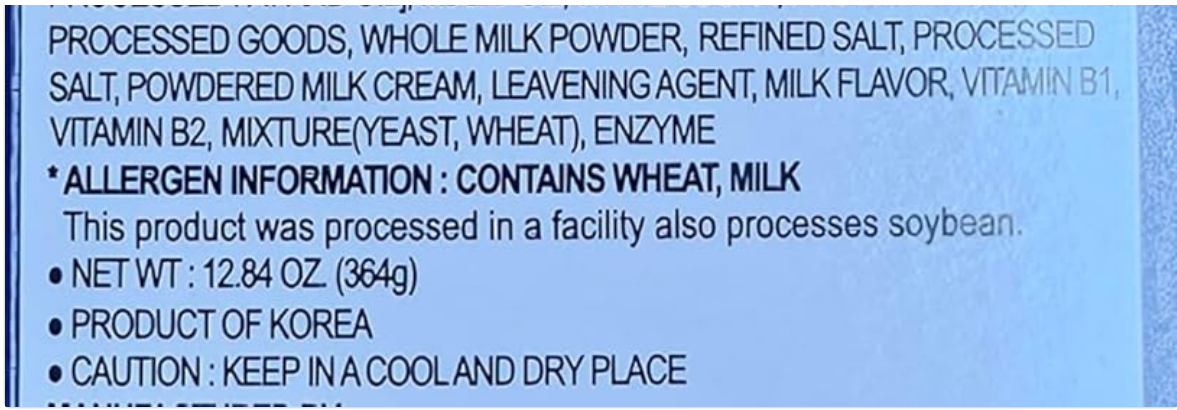 PROCESSED GOODS, WHOLE MILK POWDER, REFINED SALT, PROCESSED
SALT, POWDERED MILK CREAM, LEAVENING AGENT, MILK FLAVOR, VITAMIN B1,
VITAMIN B2, MIXTURE(YEAST, WHEAT), ENZYME
* ALLERGEN INFORMATION : CONTAINS WHEAT, MILK
This product was processed in a facility also processes soybean.
• NET WT : 12.84 OZ. (364g)
• PRODUCT OF KOREA
• CAUTION : KEEP IN A COOL AND DRY PLACE